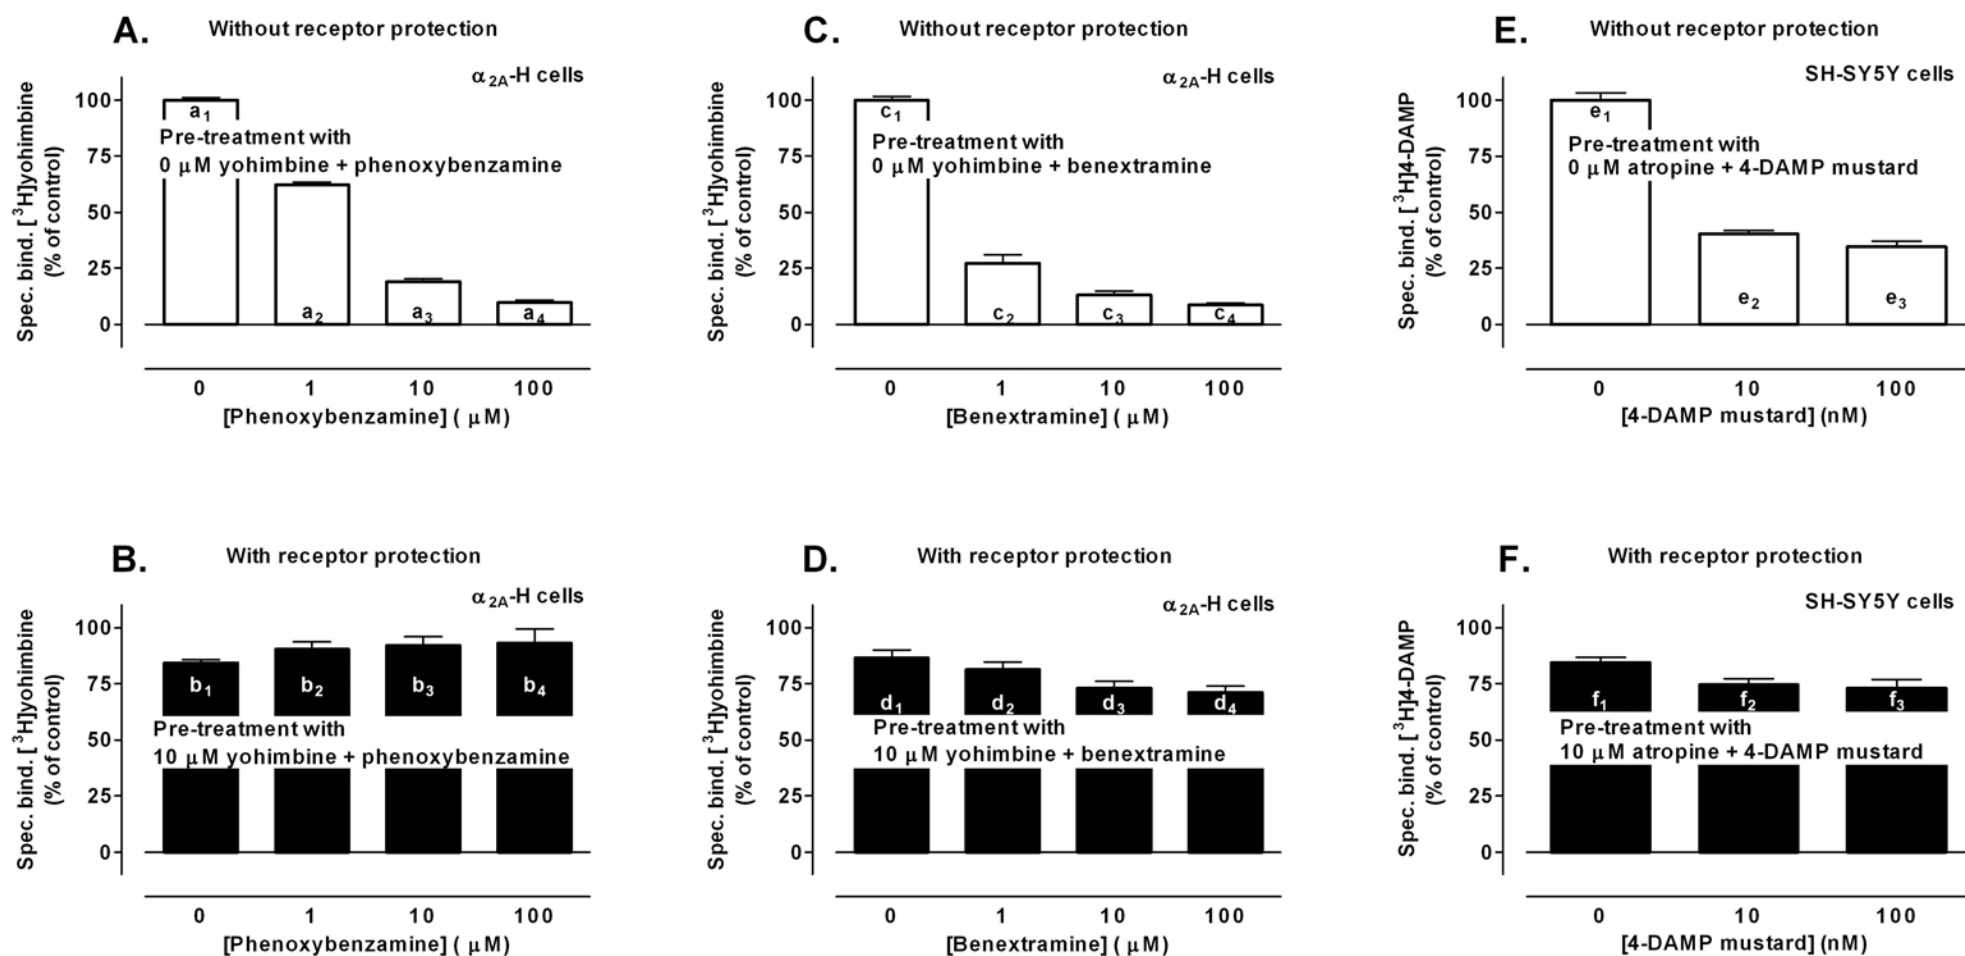 A.
Without receptor protection
α2A-H cells
Spec. bind. [3H]yohimbine
(% of control)
100
75
50
25
0
a1
Pre-treatment with
0 μM yohimbine + phenoxybenzamine
a2
a3
a4
0 1 10 100
[Phenoxybenzamine] ( μM)
C.
Without receptor protection
α2A-H cells
Spec. bind. [3H]yohimbine
(% of control)
100
75
50
25
0
c1
Pre-treatment with
0 μM yohimbine + benextramine
c2
c3
c4
0 1 10 100
[Benextramine] ( μM)
E.
Without receptor protection
SH-SY5Y cells
Spec. bind. [3H]4-DAMP
(% of control)
100
75
50
25
0
e1
Pre-treatment with
0 μM atropine + 4-DAMP mustard
e2
e3
0 10 100
[4-DAMP mustard] (nM)
B.
With receptor protection
α2A-H cells
Spec. bind. [3H]yohimbine
(% of control)
100
75
50
25
0
b1
b2
b3
b4
Pre-treatment with
10 μM yohimbine + phenoxybenzamine
0 1 10 100
[Phenoxybenzamine] ( μM)
D.
With receptor protection
α2A-H cells
Spec. bind. [3H]yohimbine
(% of control)
100
75
50
25
0
d1
d2
d3
d4
Pre-treatment with
10 μM yohimbine + benextramine
0 1 10 100
[Benextramine] ( μM)
F.
With receptor protection
SH-SY5Y cells
Spec. bind. [3H]4-DAMP
(% of control)
100
75
50
25
0
f1
f2
f3
Pre-treatment with
10 μM atropine + 4-DAMP mustard
0 10 100
[4-DAMP mustard] (nM)